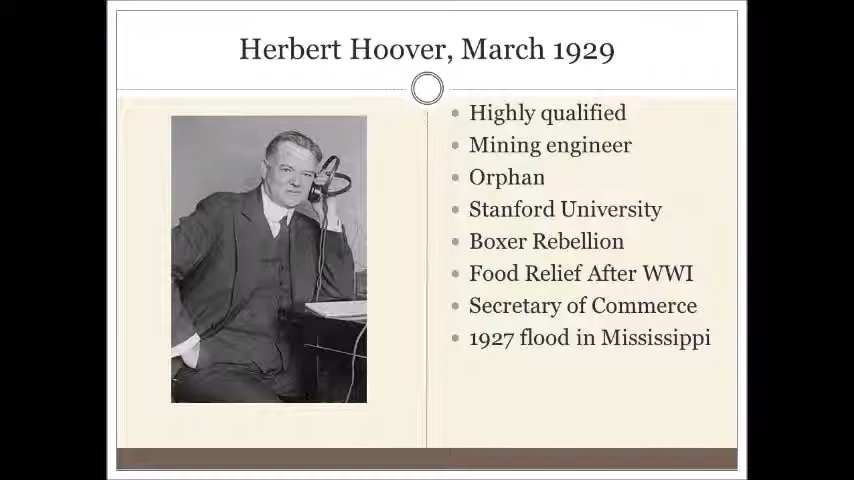 Herbert Hoover, March 1929
Highly qualified
Mining engineer
Orphan
Stanford University
Boxer Rebellion
Food Relief After WWI
Secretary of Commerce
1927 flood in Mississippi